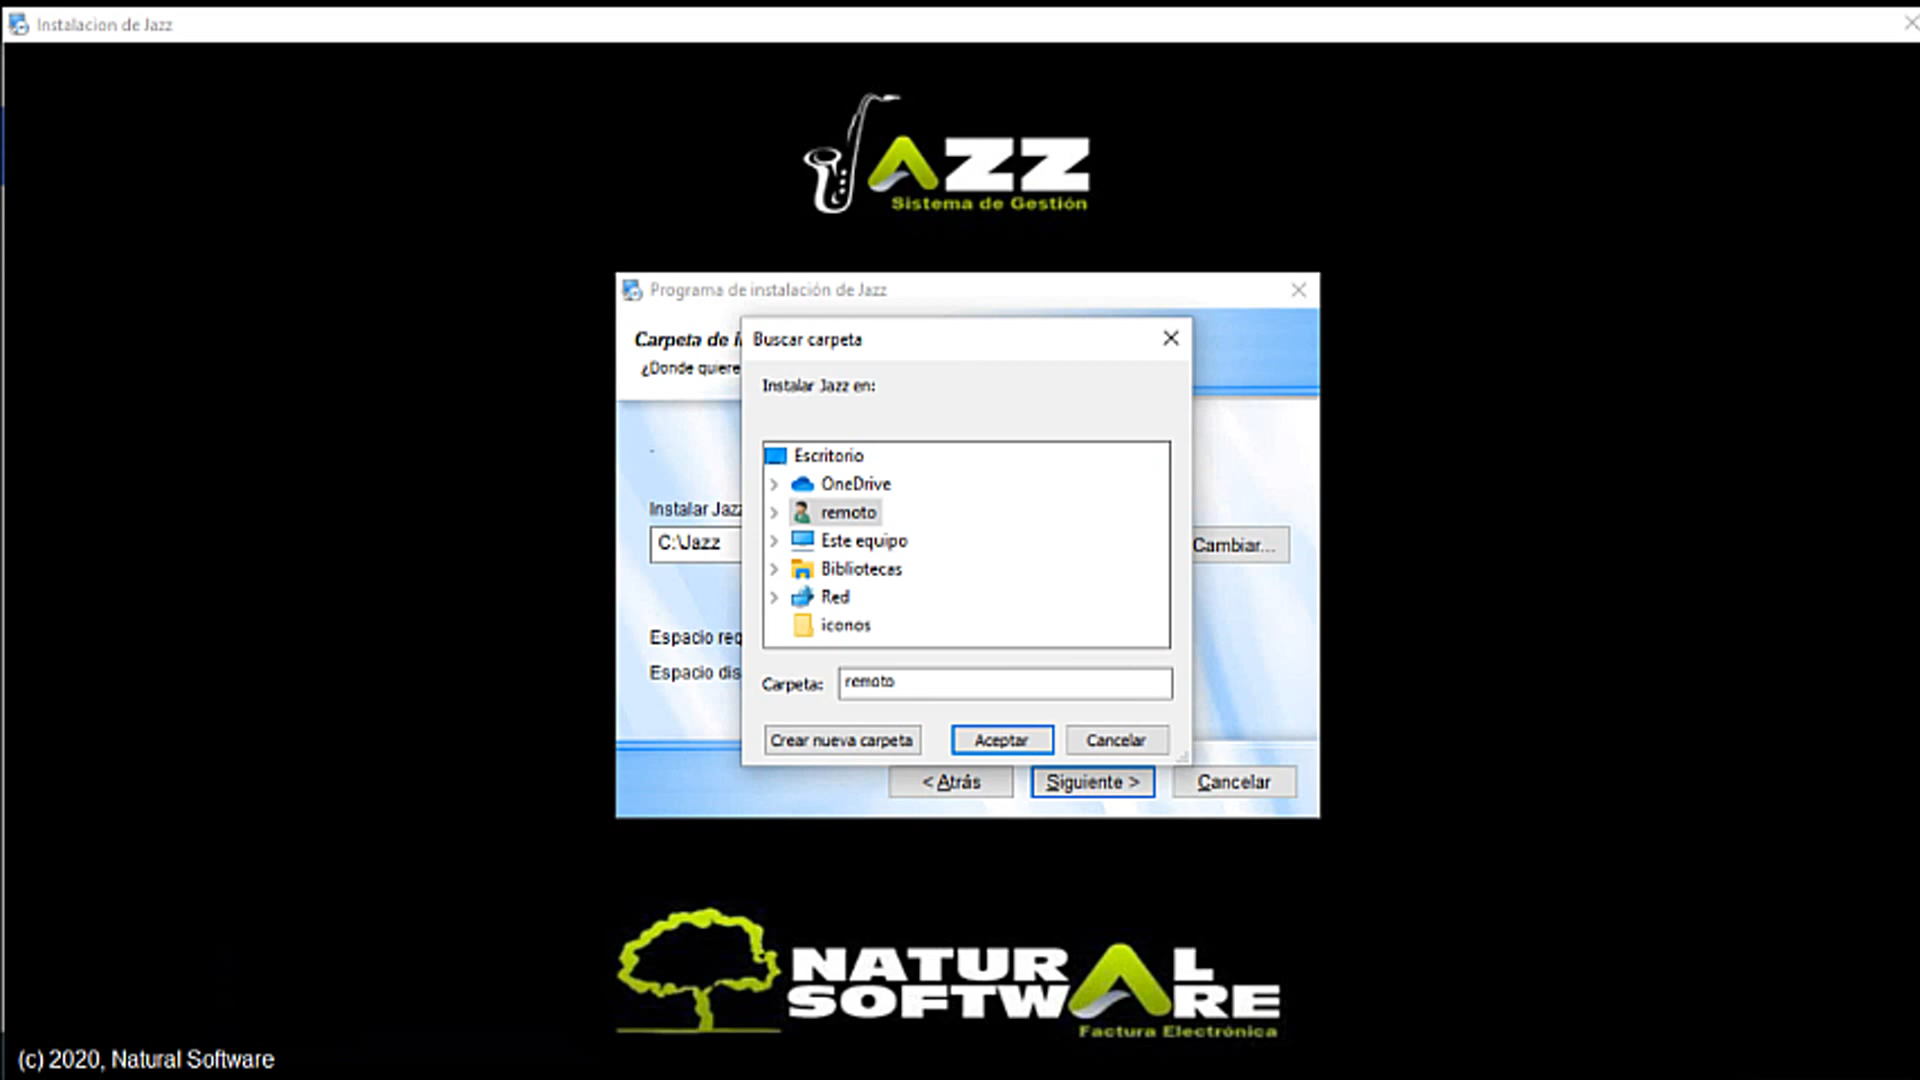 Instalacion de Jazz
JAZZ
Sistema de Gestión
Programa de instalación de Jazz
Carpeta de i
¿Donde quiere
Buscar carpeta
Instalar Jazz en:
Escritorio
OneDrive
remoto
Este equipo
Bibliotecas
Red
iconos
Instalar Jazz
C:\Jazz
Cambiar...
Espacio req
Espacio dis
Carpeta: remoto
Crear nueva carpeta Aceptar Cancelar
< Atrás Siguiente > Cancelar
NATURAL
SOFTWARE
Factura Electrónica
(c) 2020, Natural Software